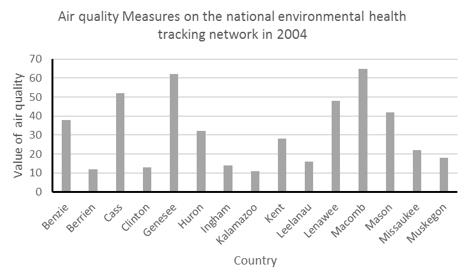 Air quality Measures on the national environmental health
tracking network in 2004
Value of air quality
70
60
50
40
30
20
10
0
Benzie
Berrien
Cass
Clinton
Genesee
Huron
Ingham
Kalamazoo
Kent
Leelanau
Lenawee
Macomb
Mason
Missaukee
Muskegon
Country